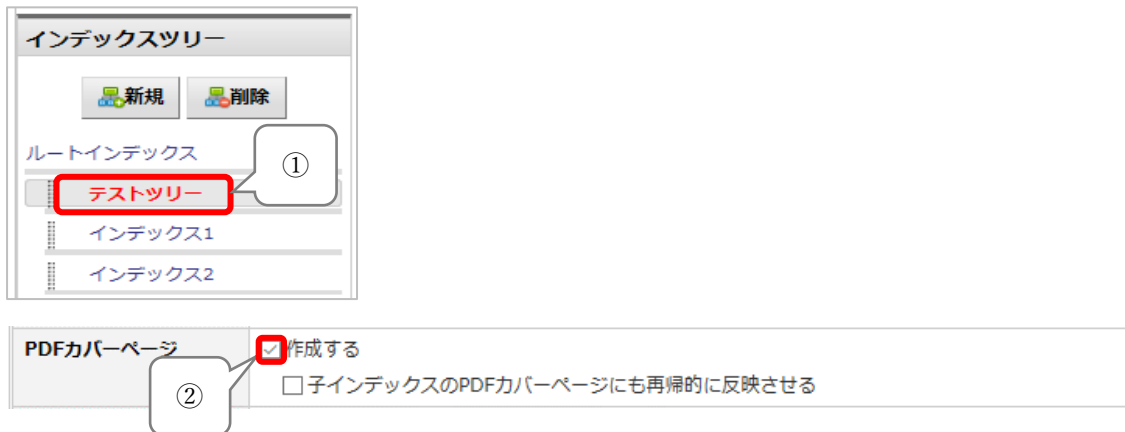 インデックスツリー
新規 削除
ルートインデックス
①
テストツリー
インデックス1
インデックス2
PDFカバーページ
作成する
②
子インデックスのPDFカバーページにも再帰的に反映させる